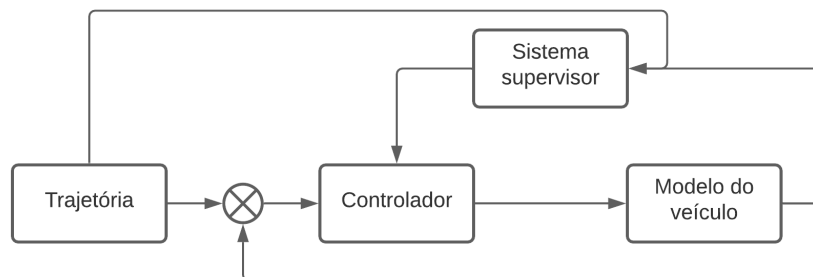 Sistema
supervisor
Trajetória
Controlador
Modelo do
veículo